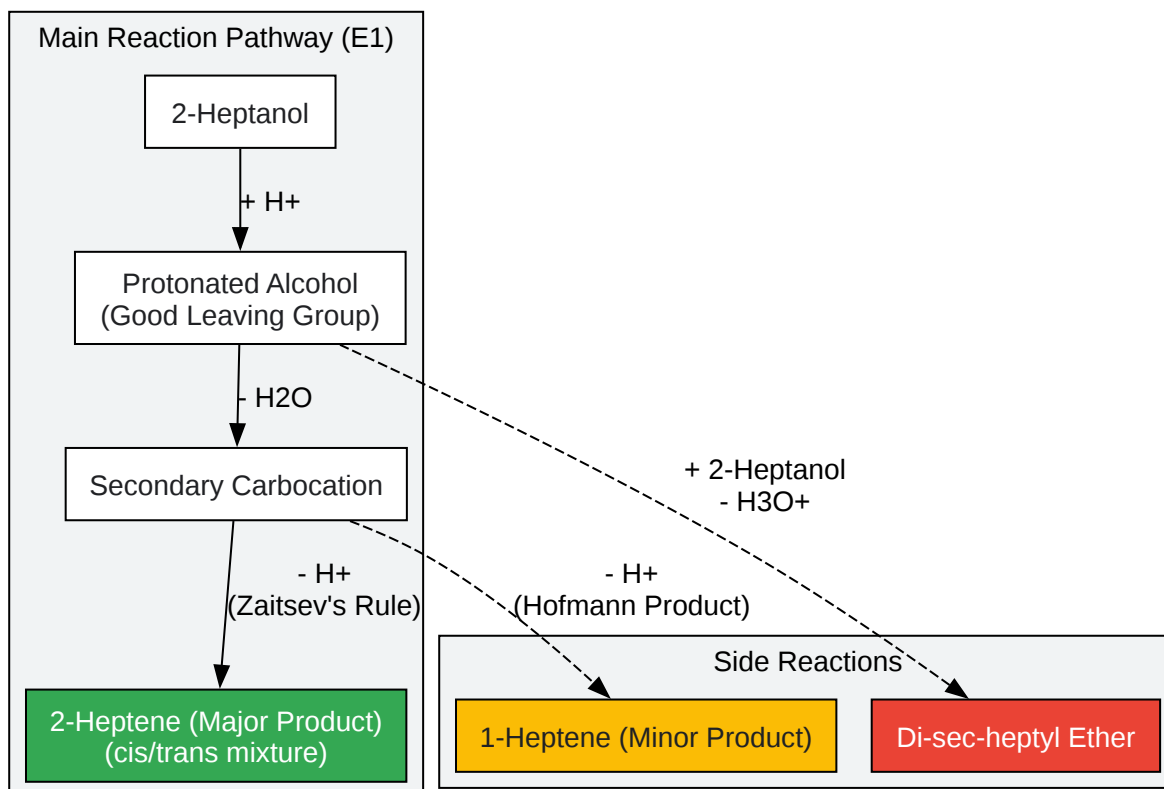 Main Reaction Pathway (E1)
2-Heptanol
+ H+
Protonated Alcohol
(Good Leaving Group)
- H2O
+ 2-Heptanol
- H3O+
Secondary Carbocation
- H+
(Zaitsev's Rule)
- H+
(Hofmann Product)
Side Reactions
2-Heptene (Major Product)
(cis/trans mixture)
1-Heptene (Minor Product)
Di-sec-heptyl Ether